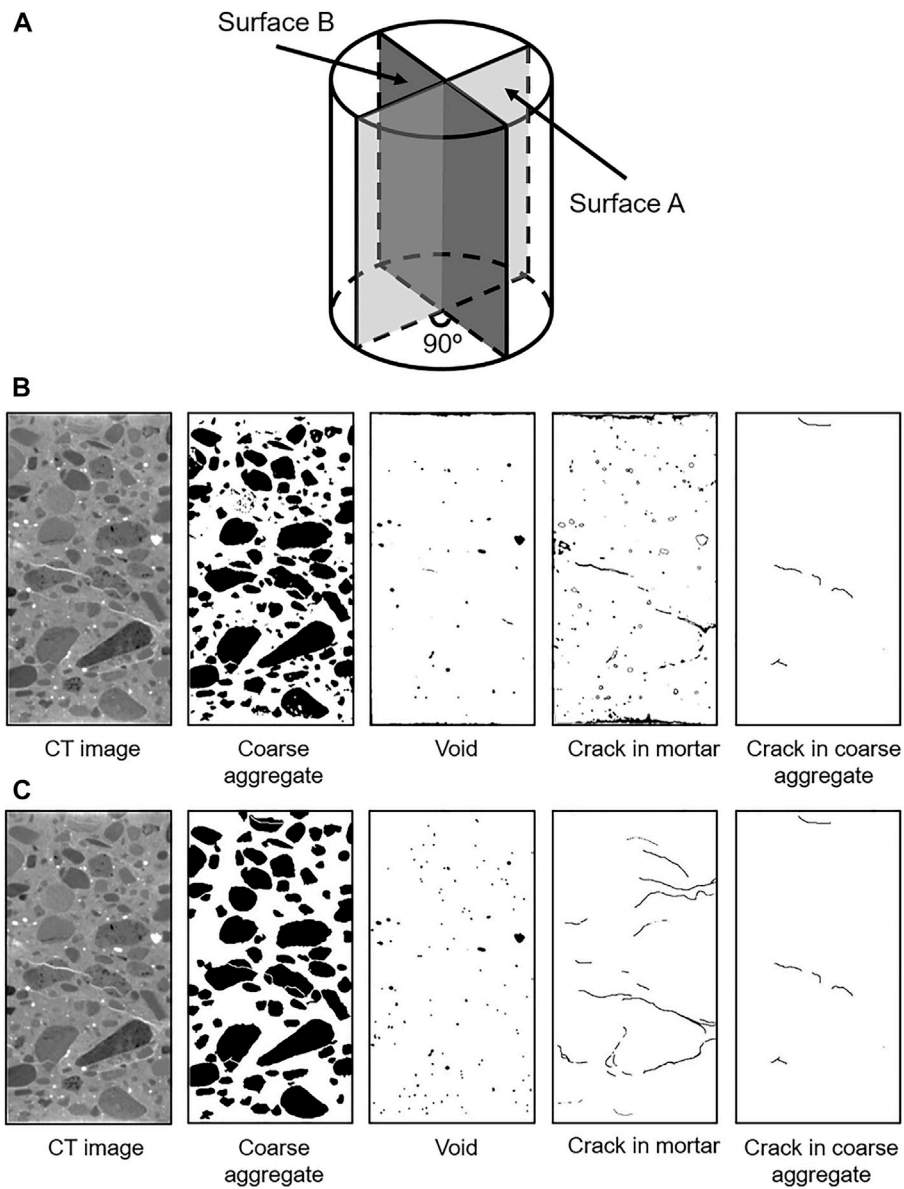 A
Surface B
Surface A
90º
B
CT image
Coarse
aggregate
Void
Crack in mortar
Crack in coarse
aggregate
C
CT image
Coarse
aggregate
Void
Crack in mortar
Crack in coarse
aggregate